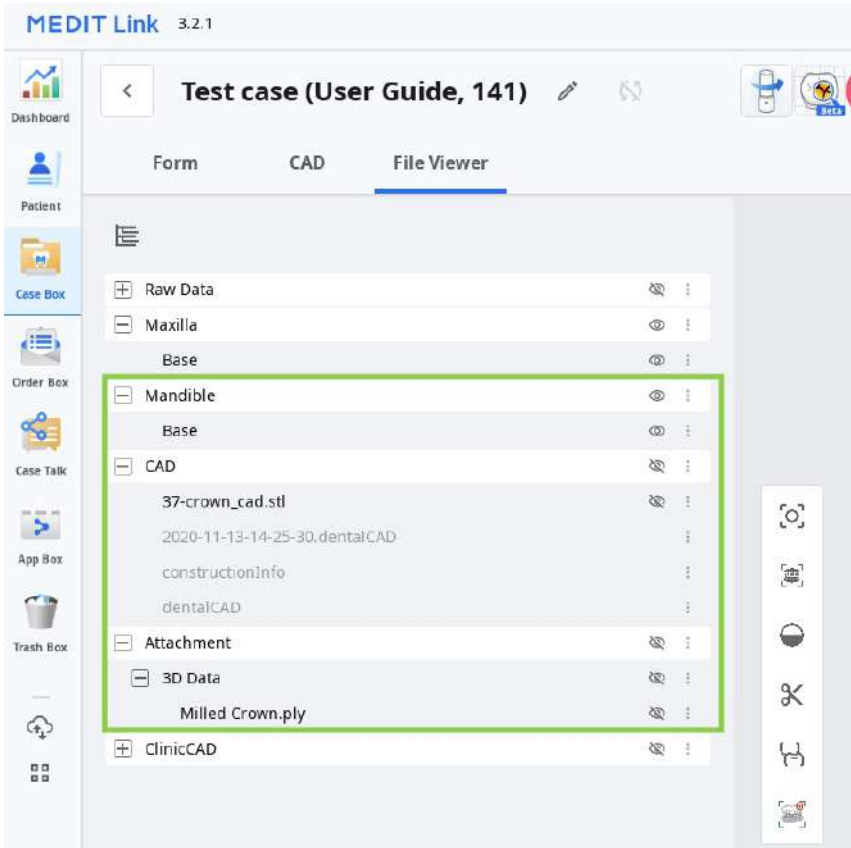 MEDIT Link 3.2.1
Dashboard
Patient
Case Box
Order Box
Case Talk
App Box
Trash Box
Test case (User Guide, 141)
Beta
Form CAD File Viewer
Raw Data
Maxilla
Base
Mandible
Base
CAD
37-crown_cad.stl
2020-11-13-14-25-30.dentalCAD
constructionInfo
dentalCAD
Attachment
3D Data
Milled Crown.ply
ClinicCAD